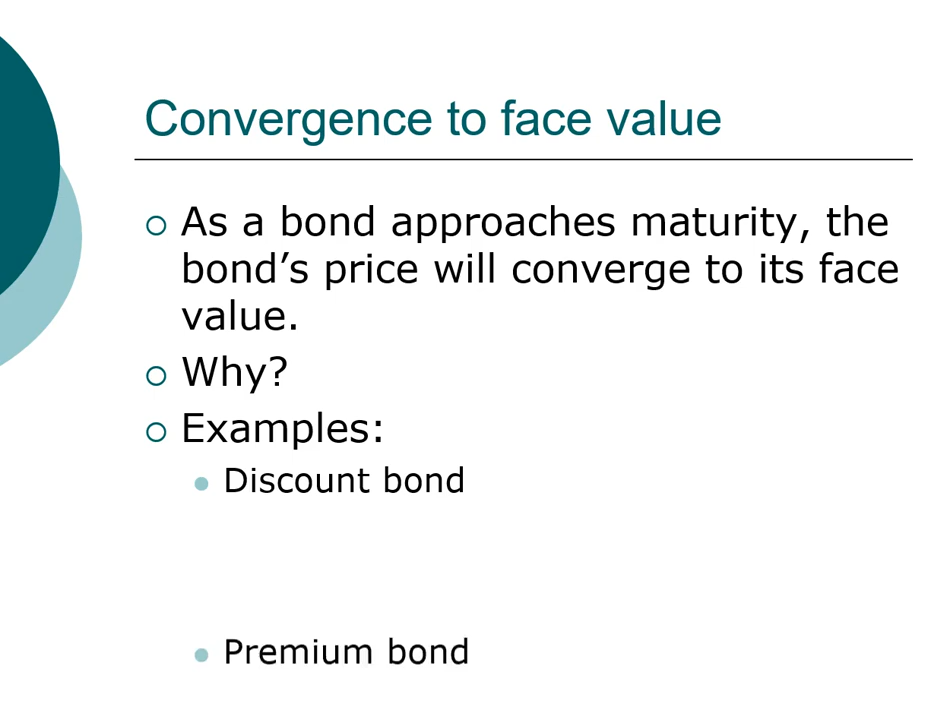 Convergence to face value
As a bond approaches maturity, the
bond’s price will converge to its face
value.
Why?
Examples:
Discount bond
Premium bond